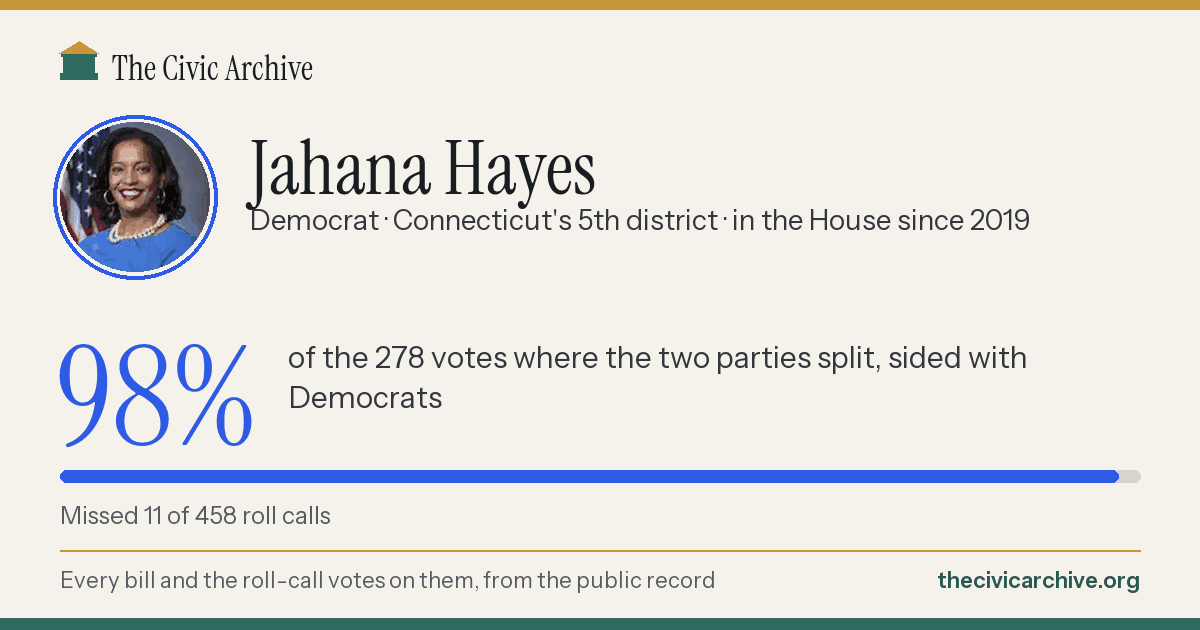 The Civic Archive
Jahana Hayes
Democrat · Connecticut's 5th district · in the House since 2019
98%
of the 278 votes where the two parties split, sided with
Democrats
Missed 11 of 458 roll calls
Every bill and the roll-call votes on them, from the public record
thecivicarchive.org